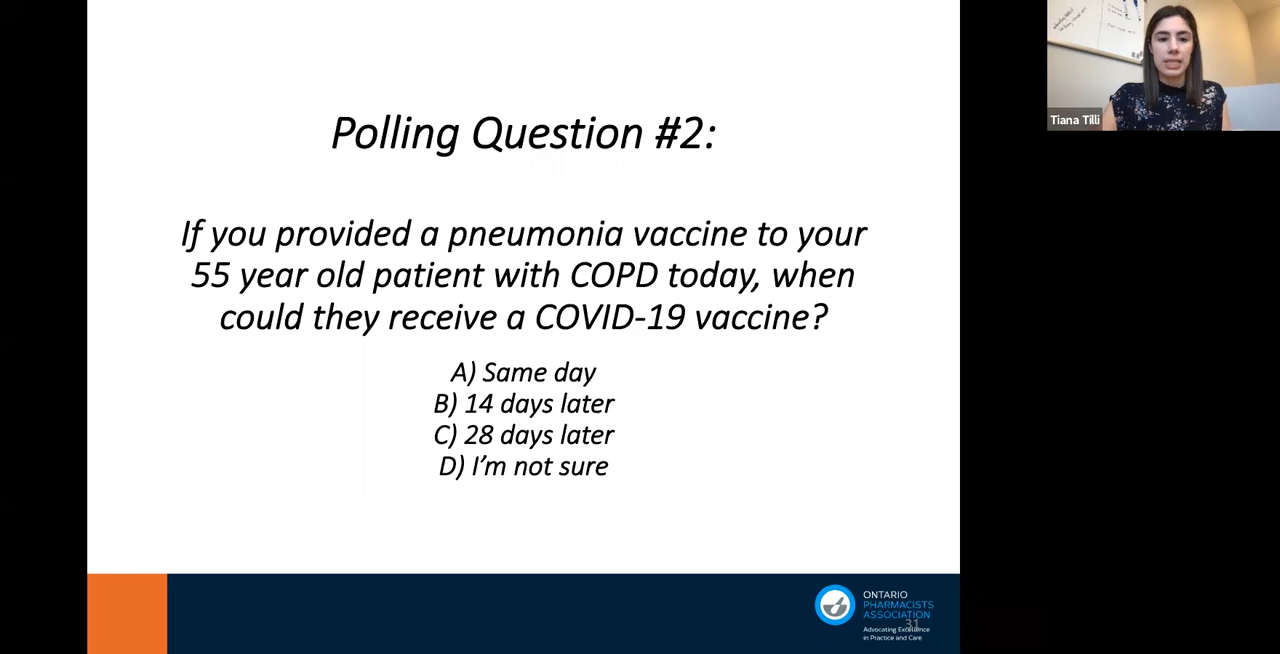 Polling Question #2:
If you provided a pneumonia vaccine to your
55 year old patient with COPD today, when
could they receive a COVID-19 vaccine?
A) Same day
B) 14 days later
C) 28 days later
D) I'm not sure
ONTARIO
PHARMACISTS
ASSOCIATION
31
Advocating Excellence
in Practice and Care
Tiana Tilli